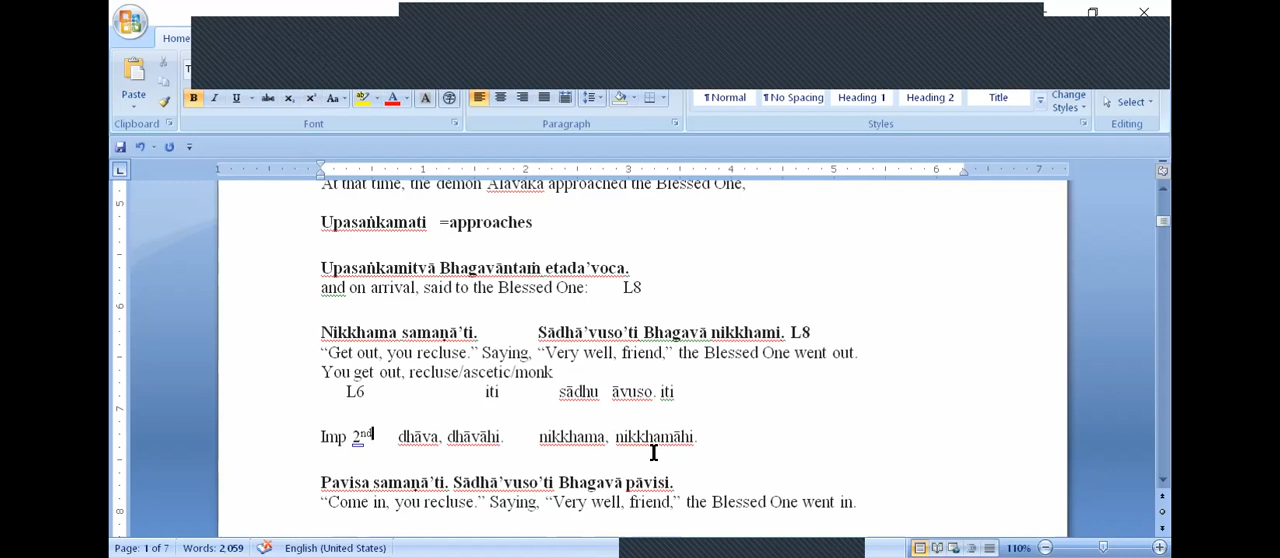 Home
Paste
Clipboard
Font
Paragraph
¶ Normal ¶ No Spacing Heading 1 Heading 2 Title
Change Styles
Styles
Select
Editing
At that time, the demon Āḷavaka approached the Blessed One,
Upasaṅkamati =approaches
Upasaṅkamitvā Bhagavāntaṁ etada’voca.
and on arrival, said to the Blessed One: L8
Nikkhama samaṇā’ti. Sādhā’vuso’ti Bhagavā nikkhami. L8
“Get out, you recluse.” Saying, “Very well, friend,” the Blessed One went out.
You get out, recluse/ascetic/monk
L6 iti sādhu āvuso. iti
Imp 2nd dhāva, dhāvāhi. nikkhama, nikkhamāhi.
Pavisa samaṇā’ti. Sādhā’vuso’ti Bhagavā pāvisi.
“Come in, you recluse.” Saying, “Very well, friend,” the Blessed One went in.
Page: 1 of 7 Words: 2,059 English (United States) 110%